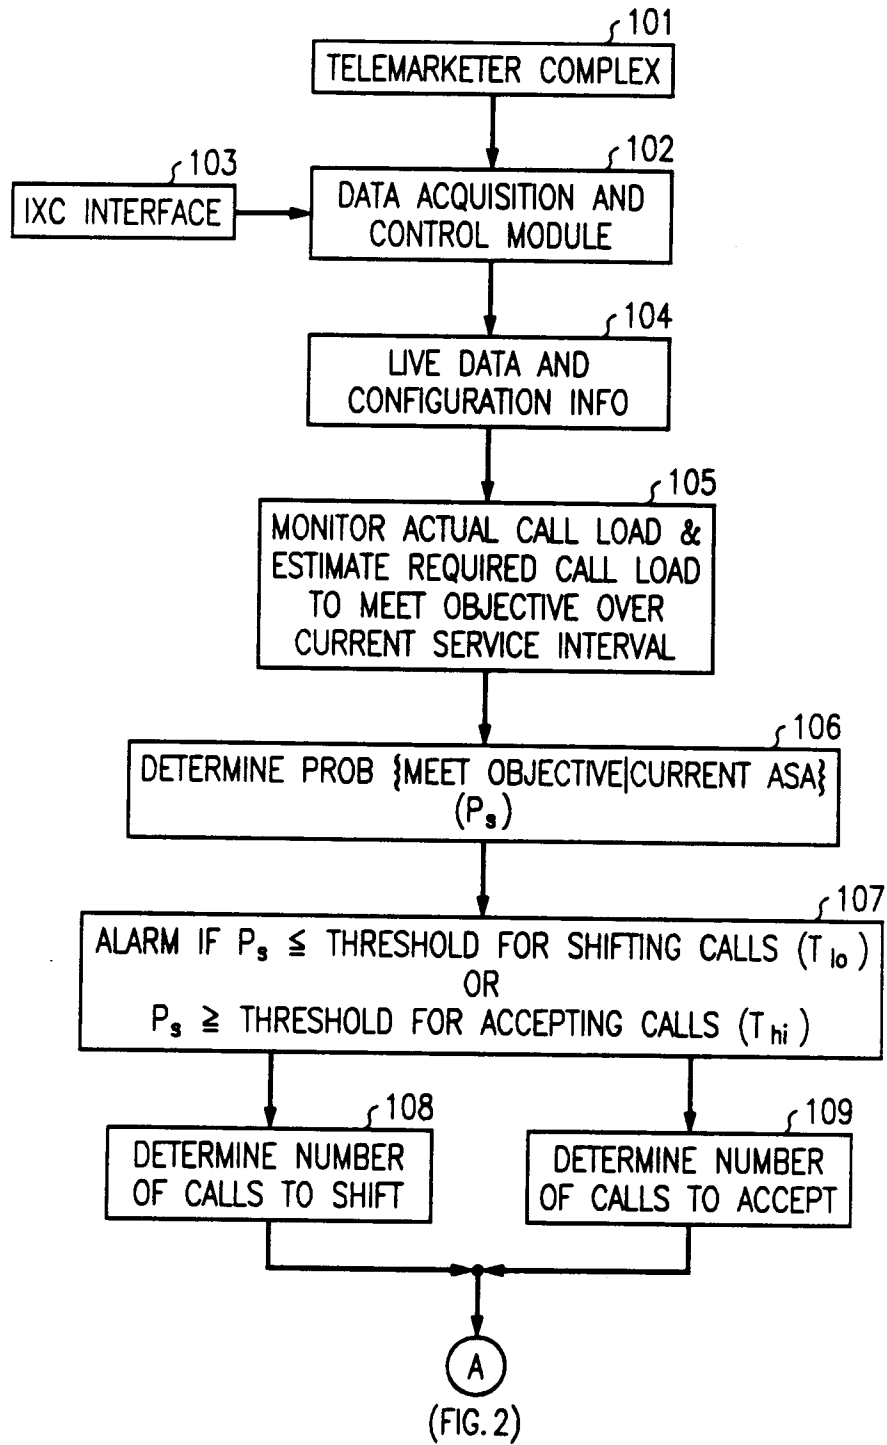 101
TELEMARKETER COMPLEX
102
103
DATA ACQUISITION AND
CONTROL MODULE
IXC INTERFACE
104
LIVE DATA AND
CONFIGURATION INFO
105
MONITOR ACTUAL CALL LOAD &
ESTIMATE REQUIRED CALL LOAD
TO MEET OBJECTIVE OVER
CURRENT SERVICE INTERVAL
106
DETERMINE PROB {MEET OBJECTIVE|CURRENT ASA}
(Ps)
107
ALARM IF Ps ≦ THRESHOLD FOR SHIFTING CALLS (Tlo)
OR
Ps ≧ THRESHOLD FOR ACCEPTING CALLS (Thi)
108
DETERMINE NUMBER
OF CALLS TO SHIFT
109
DETERMINE NUMBER
OF CALLS TO ACCEPT
A
(FIG. 2)